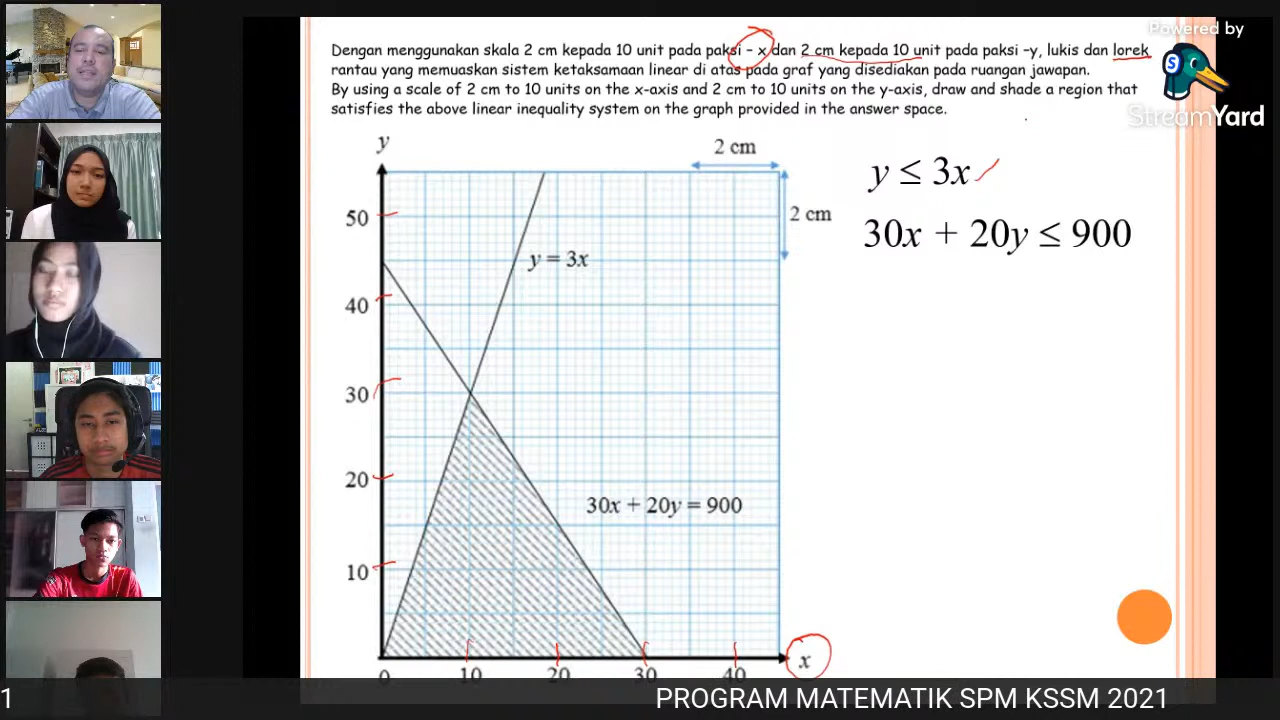 Powered by
StreamYard
Dengan menggunakan skala 2 cm kepada 10 unit pada paksi – x dan 2 cm kepada 10 unit pada paksi –y, lukis dan lorek
rantau yang memuaskan sistem ketaksamaan linear di atas pada graf yang disediakan pada ruangan jawapan.
By using a scale of 2 cm to 10 units on the x-axis and 2 cm to 10 units on the y-axis, draw and shade a region that
satisfies the above linear inequality system on the graph provided in the answer space.
y
2 cm
y ≤ 3x
50
2 cm
30x + 20y ≤ 900
y = 3x
40
30
20
30x + 20y = 900
10
x
0 10 20 30 40
1
PROGRAM MATEMATIK SPM KSSM 2021